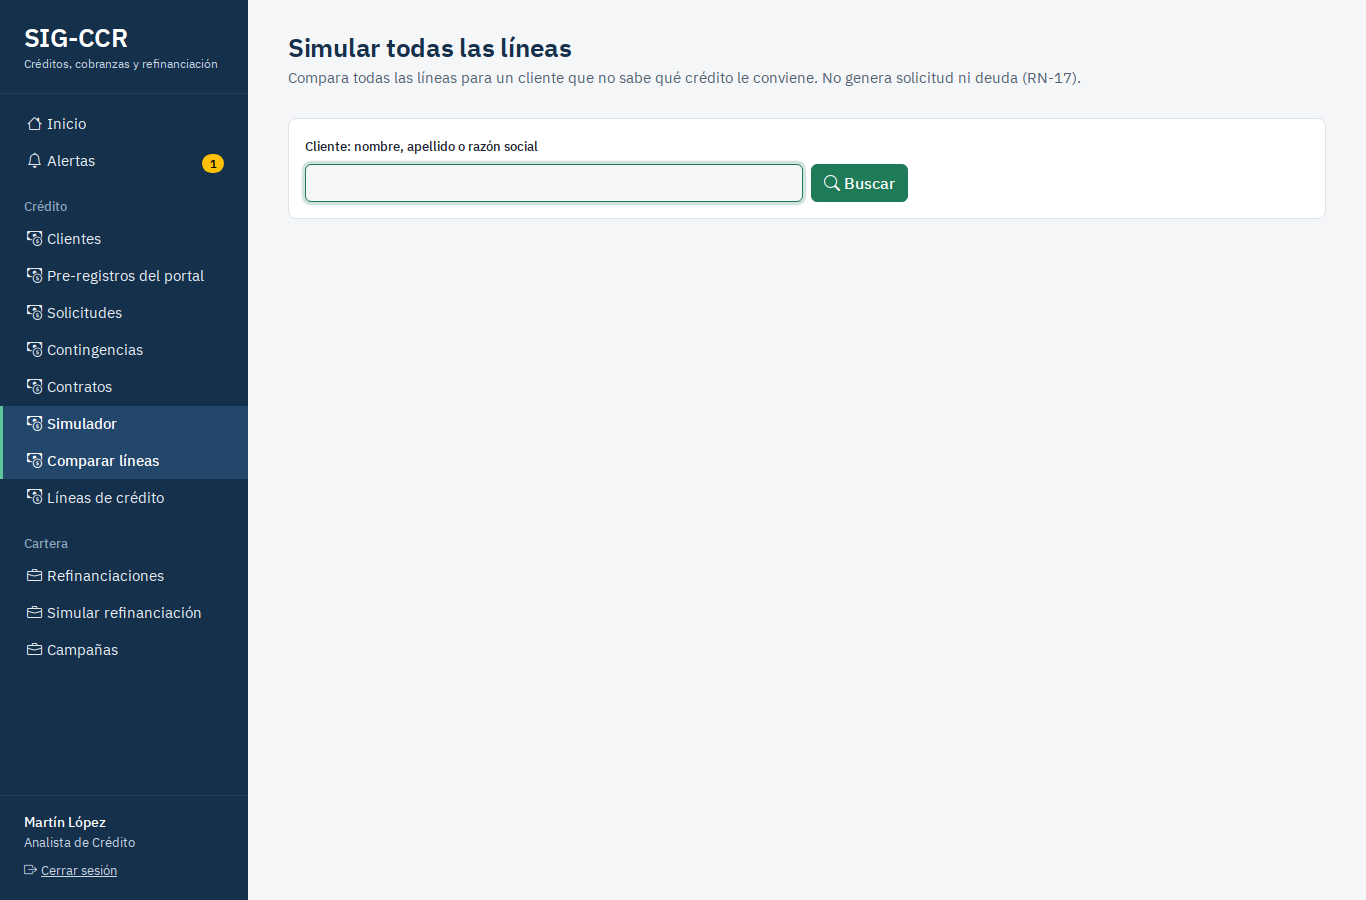 SIG-CCR
Créditos, cobranzas y refinanciación
Inicio
Alertas
1
Crédito
Clientes
Pre-registros del portal
Solicitudes
Contingencias
Contratos
Simulador
Comparar líneas
Líneas de crédito
Cartera
Refinanciaciones
Simular refinanciación
Campañas
Martín López
Analista de Crédito
Cerrar sesión
Simular todas las líneas
Compara todas las líneas para un cliente que no sabe qué crédito le conviene. No genera solicitud ni deuda (RN-17).
Cliente: nombre, apellido o razón social
Buscar